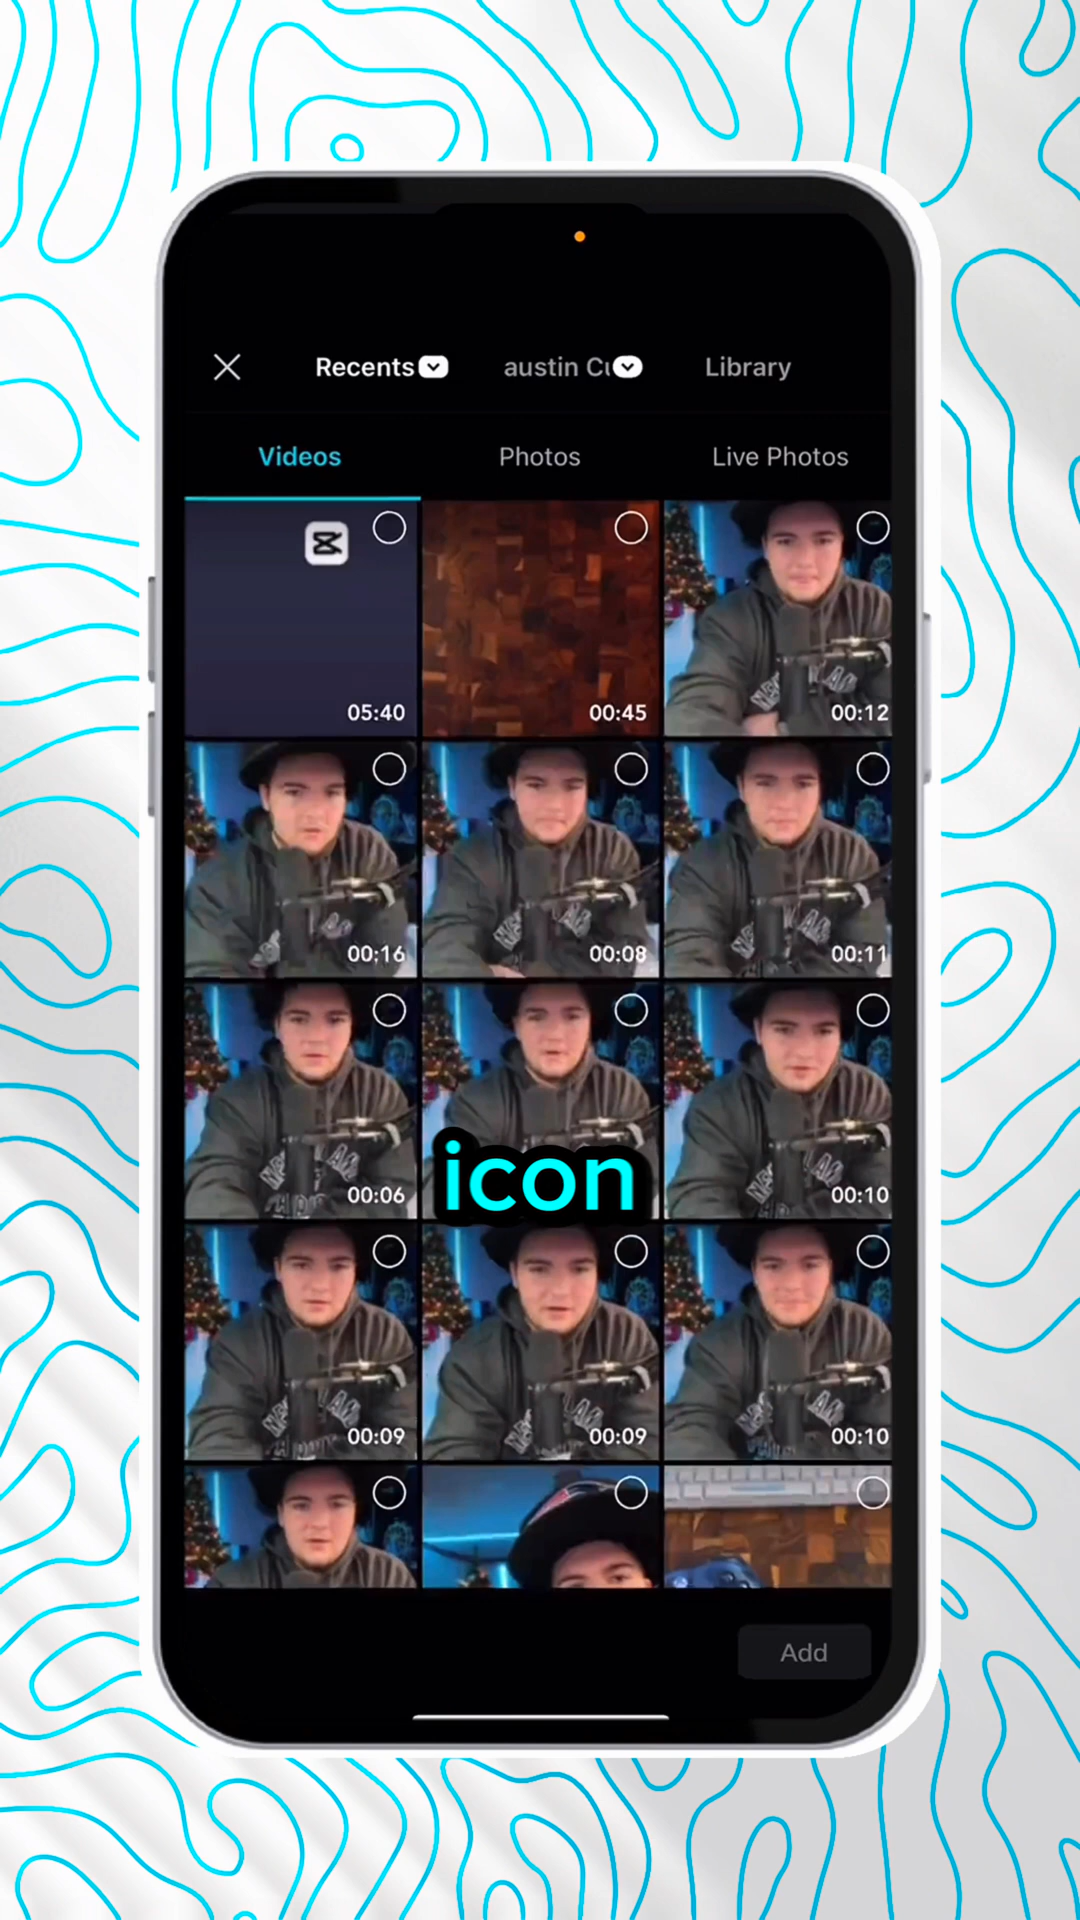 Recents
austin Cu
Library
Videos
Photos
Live Photos
05:40
00:45
00:12
00:16
00:08
00:11
00:06
icon
00:10
00:09
00:09
00:10
Add